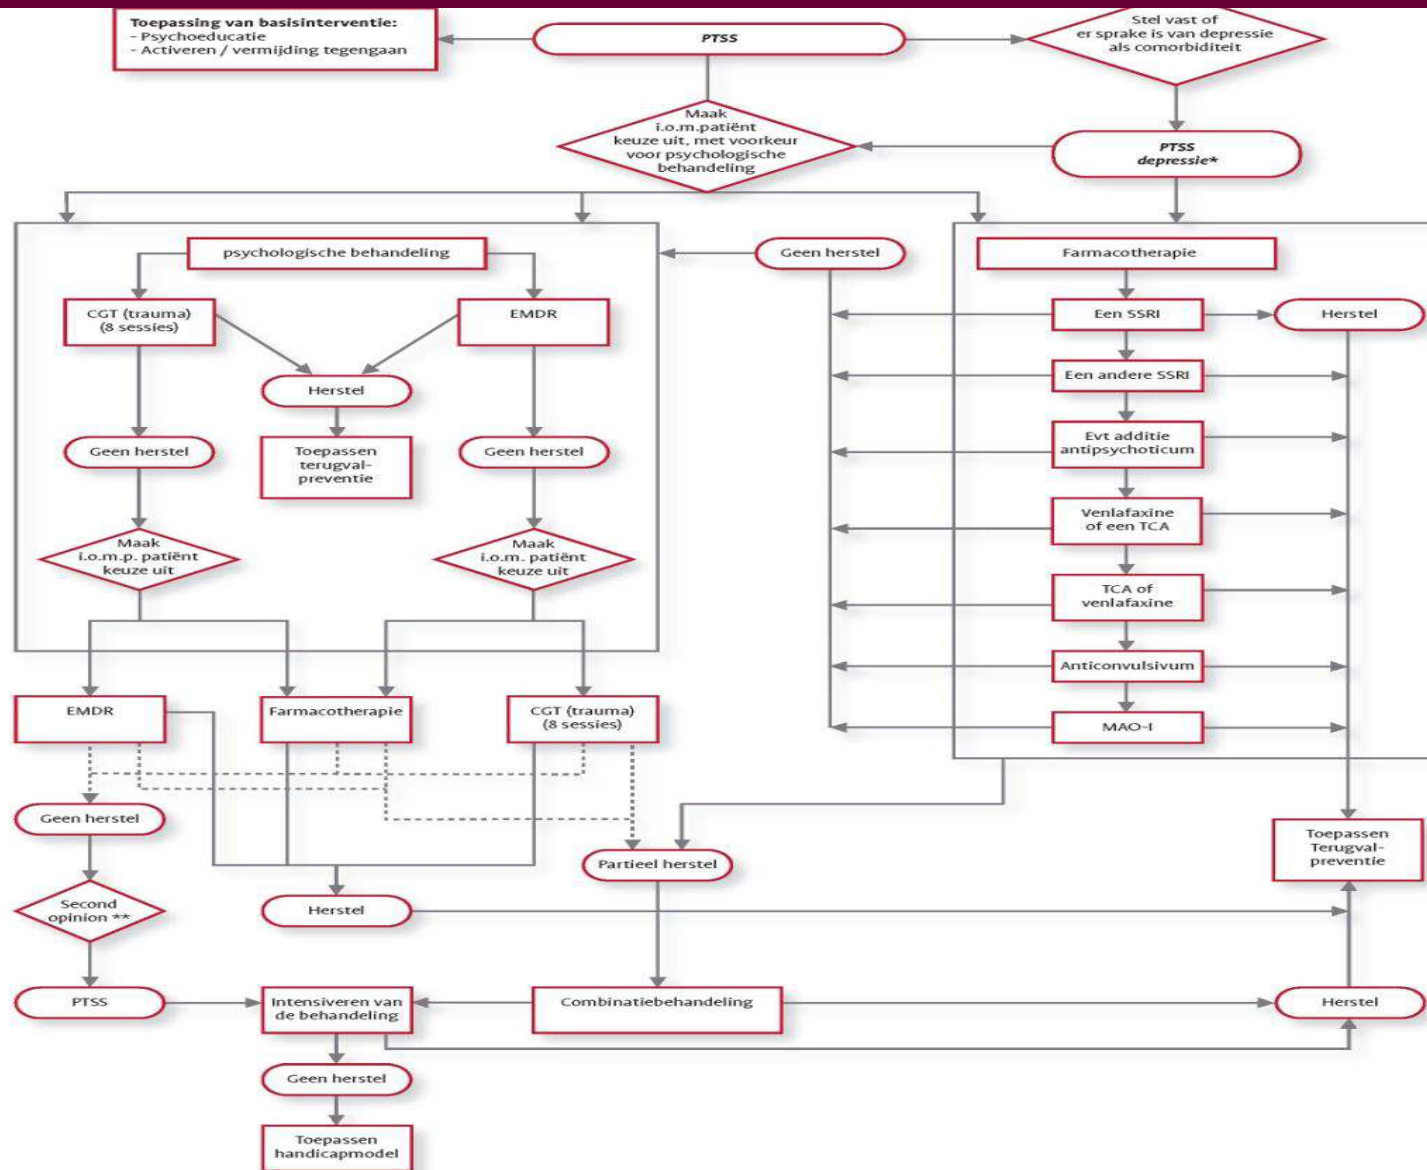 Toepassing van basisinterventie:
- Psychoeducatie
- Activeren / vermijding tegengaan
PTSS
Stel vast of
er sprake is van depressie
als comorbiditeit
Maak
i.o.m.patiënt
keuze uit, met voorkeur
voor psychologische
behandeling
PTSS
depressie*
psychologische behandeling
Geen herstel
Farmacotherapie
CGT (trauma)
(8 sessies)
EMDR
Een SSRI
Herstel
Herstel
Een andere SSRI
Geen herstel
Toepassen
terugval-
preventie
Geen herstel
Evt additie
antipsychoticum
Maak
i.o.m.p. patiënt
keuze uit
Maak
i.o.m. patiënt
keuze uit
Venlafaxine
of een TCA
TCA of
venlafaxine
Anticonvulsivum
MAO-I
EMDR
Farmacotherapie
CGT (trauma)
(8 sessies)
Geen herstel
Partieel herstel
Toepassen
Terugval-
preventie
Second
opinion **
Herstel
PTSS
Intensiveren van
de behandeling
Combinatiebehandeling
Herstel
Geen herstel
Toepassen
handicapmodel